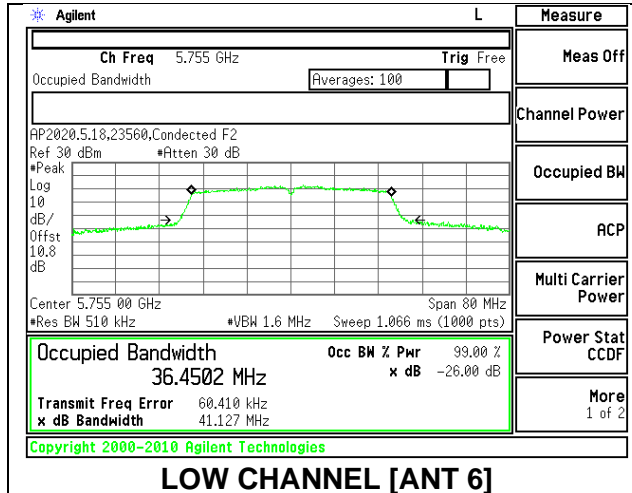 Agilent L Measure
Ch Freq 5.755 GHz Trig Free
Meas Off
Occupied Bandwidth Averages: 100
Channel Power
AP2020.5.18,23560,Condected F2
Ref 30 dBm #Atten 30 dB
#Peak
Log
10
dB/
Offst
10.8
dB
Occupied BW
ACP
Center 5.755 00 GHz Span 80 MHz
#Res BW 510 kHz #VBW 1.6 MHz Sweep 1.066 ms (1000 pts)
Multi Carrier
Power
Occupied Bandwidth Occ BW % Pwr 99.00 %
36.4502 MHz x dB -26.00 dB
Power Stat
CCDF
Transmit Freq Error 60.410 kHz
x dB Bandwidth 41.127 MHz
More
1 of 2
Copyright 2000-2010 Agilent Technologies
LOW CHANNEL [ANT 6]